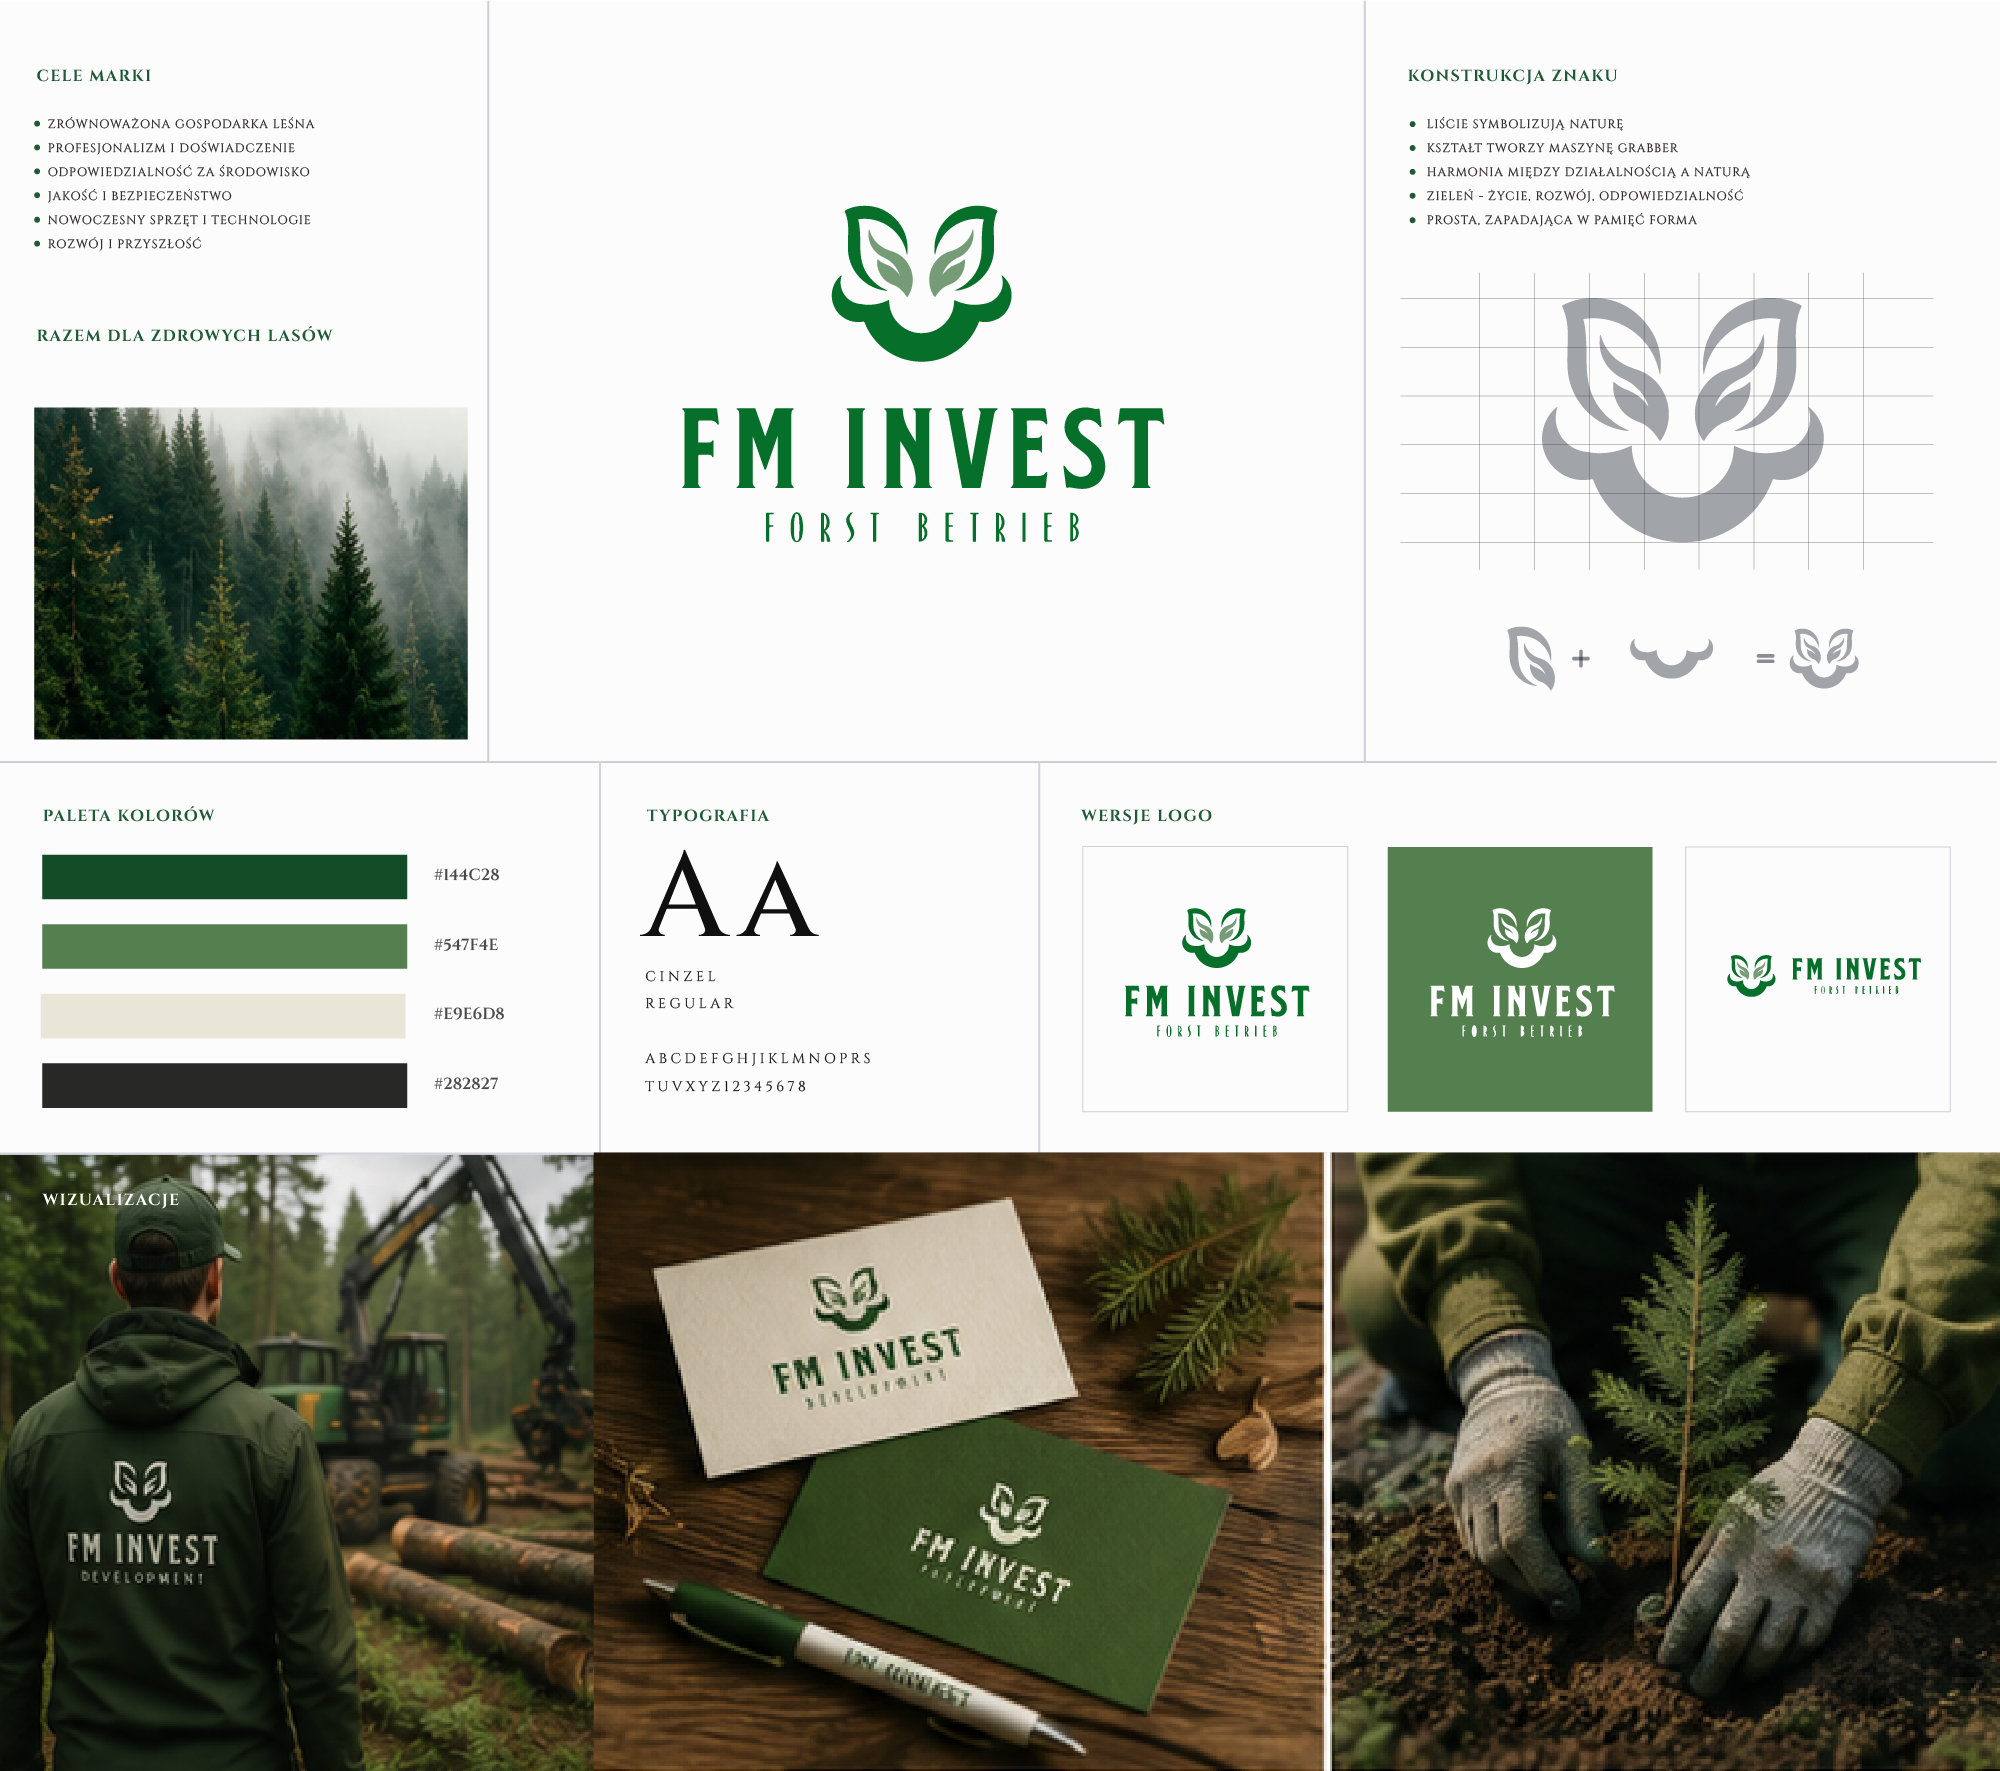 CELE MARKI
ZRÓWNOWAŻONA GOSPODARKA LEŚNA
PROFESJONALIZM I DOŚWIADCZENIE
ODPOWIEDZIALNOŚĆ ZA ŚRODOWISKO
JAKOŚĆ I BEZPIECZEŃSTWO
NOWOCZESNY SPRZĘT I TECHNOLOGIE
ROZWÓJ I PRZYSZŁOŚĆ
RAZEM DLA ZDROWYCH LASÓW
FM INVEST
FORST BETRIEB
KONSTRUKCJA ZNAKU
LIŚCIE SYMBOLIZUJĄ NATURĘ
KSZTAŁT TWORZY MASZYNĘ GRABBER
HARMONIA MIĘDZY DZIAŁALNOŚCIĄ A NATURĄ
ZIELEŃ - ŻYCIE, ROZWÓJ, ODPOWIEDZIALNOŚĆ
PROSTA, ZAPADAJĄCA W PAMIĘĆ FORMA
+ =
PALETA KOLORÓW
#144C28
#547F4E
#E9E6D8
#282827
TYPOGRAFIA
AA
CINZEL
REGULAR
ABCDEFGHJIKLMNOPRS
TUVXYZ12345678
WERSJE LOGO
FM INVEST
FORST BETRIEB
FM INVEST
FORST BETRIEB
FM INVEST
FORST BETRIEB
WIZUALIZACJE
FM INVEST
DEVELOPMENT
FM INVEST
DEVELOPMENT
FM INVEST
FM INVEST